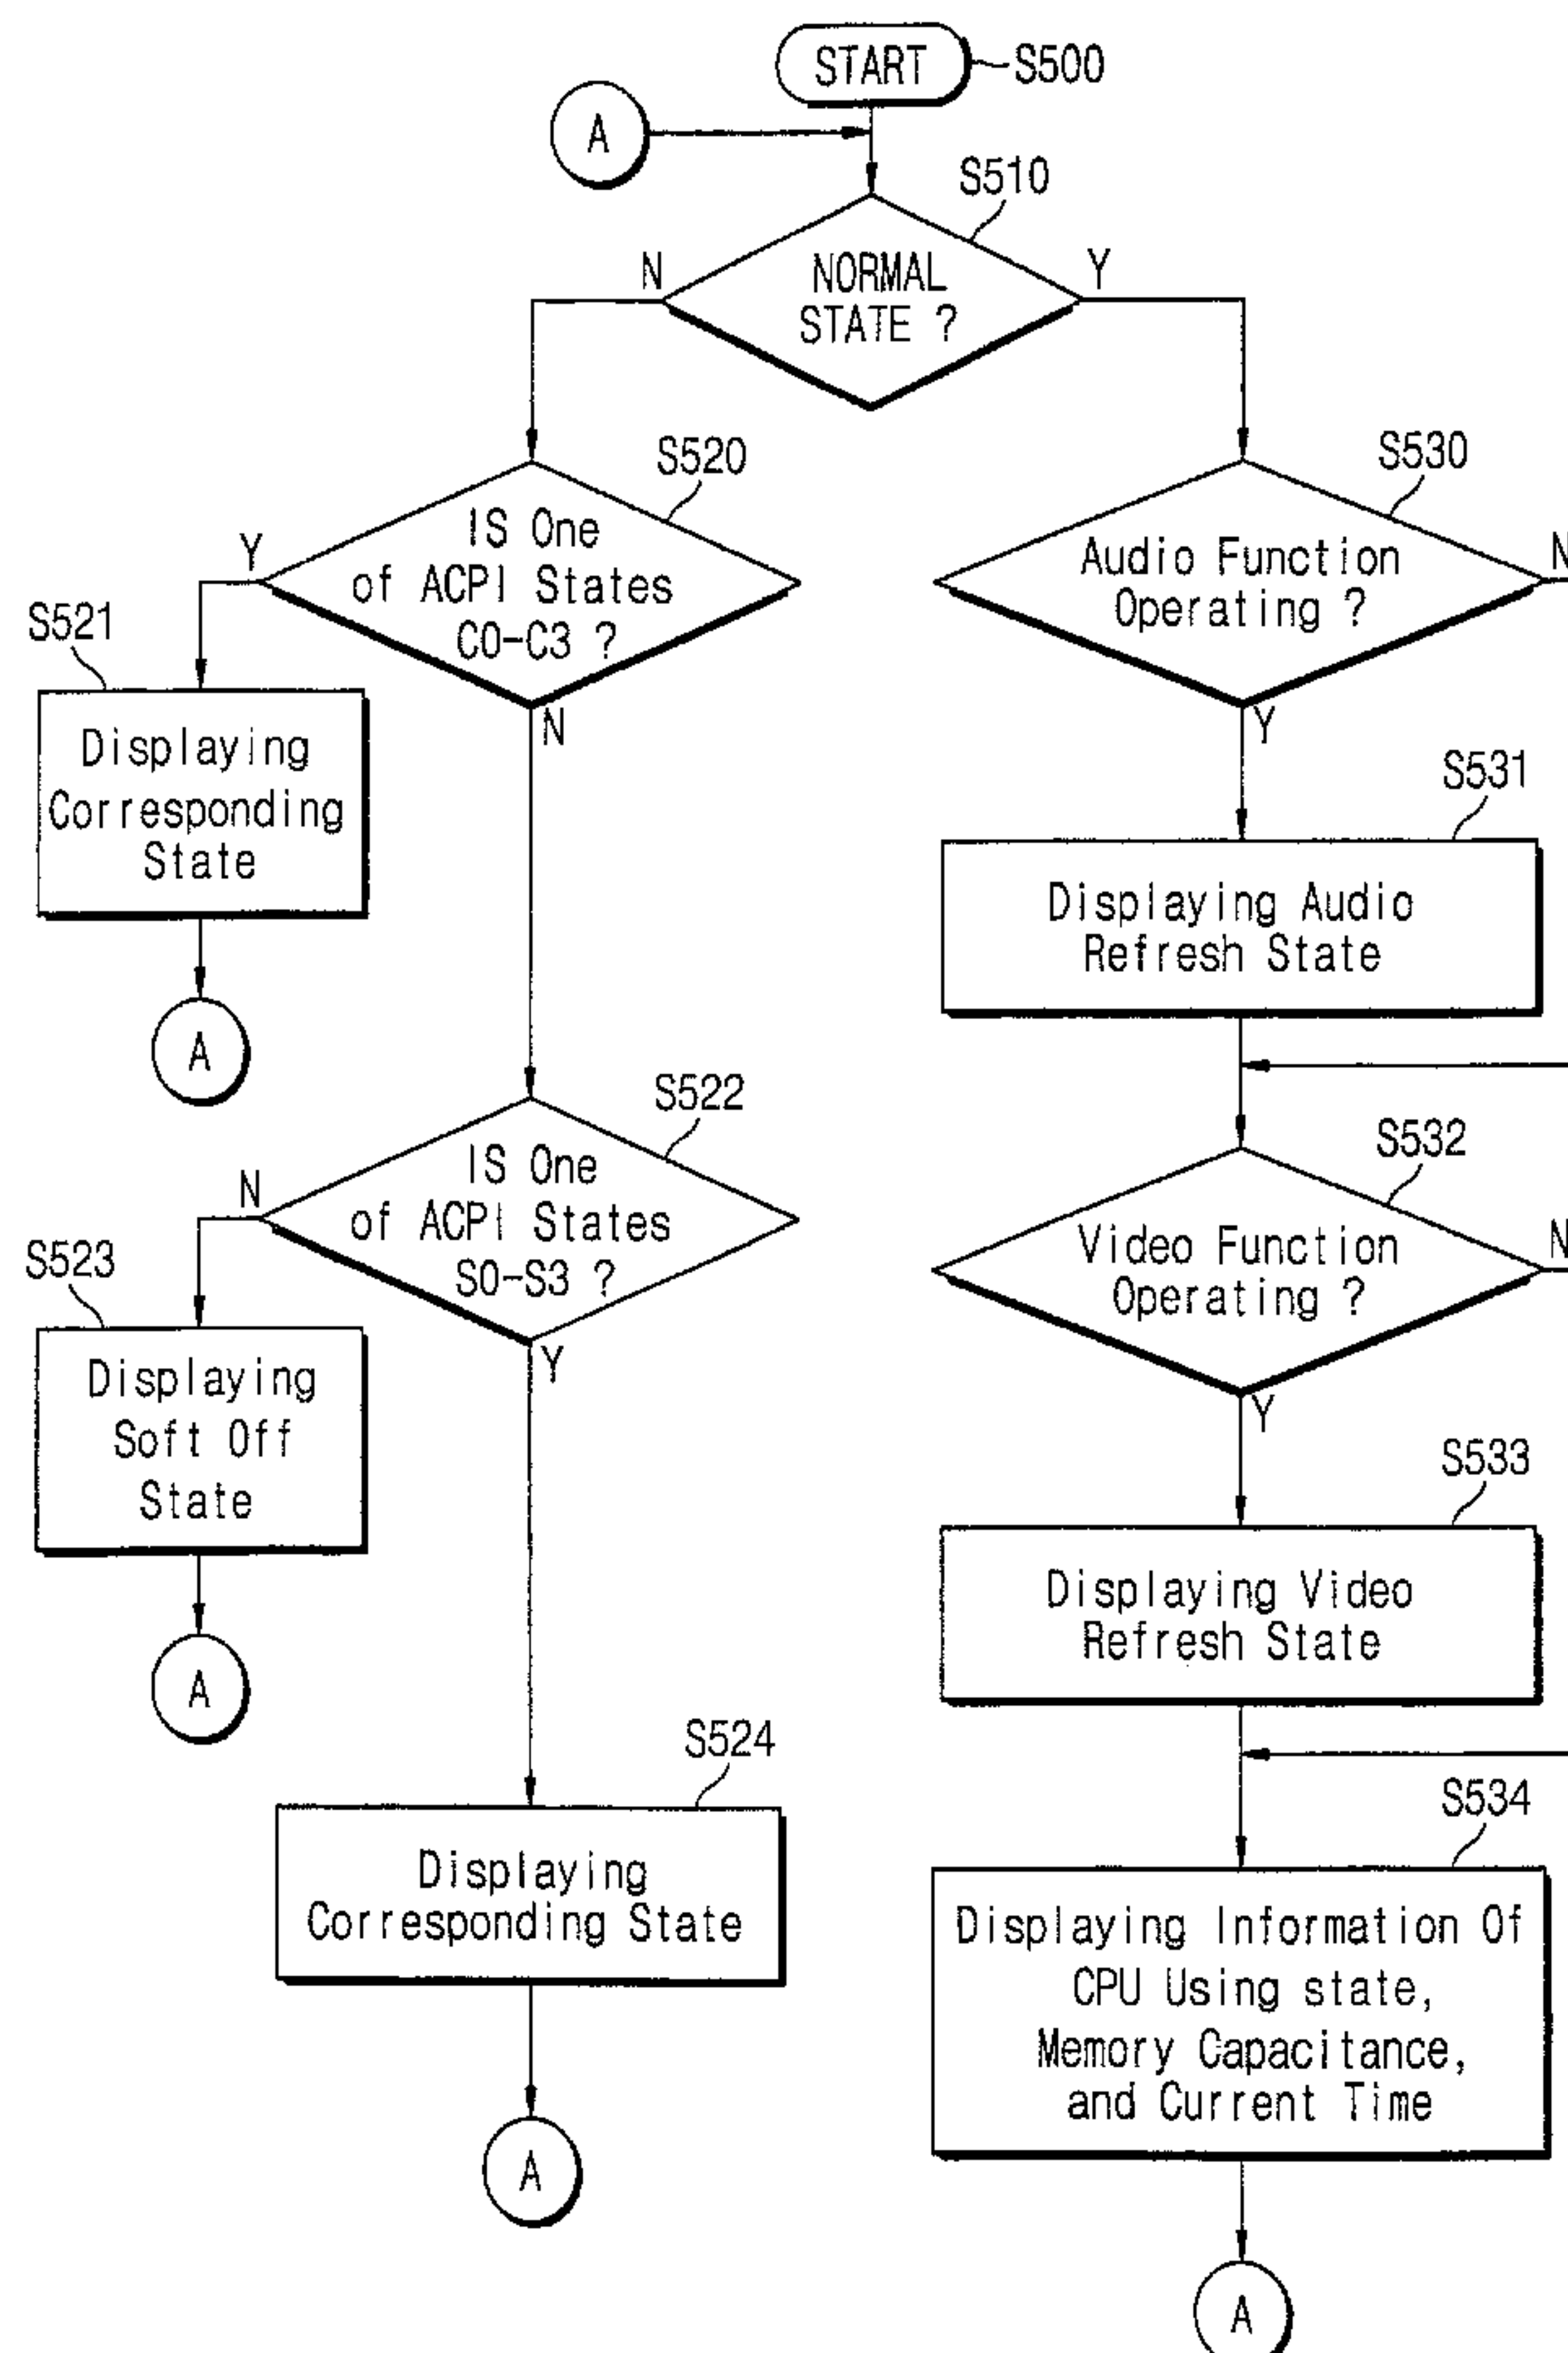 START
S500
A
S510
NORMAL
STATE ?
N
Y
S520
IS One
of ACPI States
C0-C3 ?
Y
N
S521
Displaying
Corresponding
State
A
S522
IS One
of ACPI States
S0-S3 ?
N
Y
S523
Displaying
Soft Off
State
A
S524
Displaying
Corresponding State
A
S530
Audio Function
Operating ?
N
Y
S531
Displaying Audio
Refresh State
S532
Video Function
Operating ?
N
Y
S533
Displaying Video
Refresh State
S534
Displaying Information Of
CPU Using state,
Memory Capacitance,
and Current Time
A